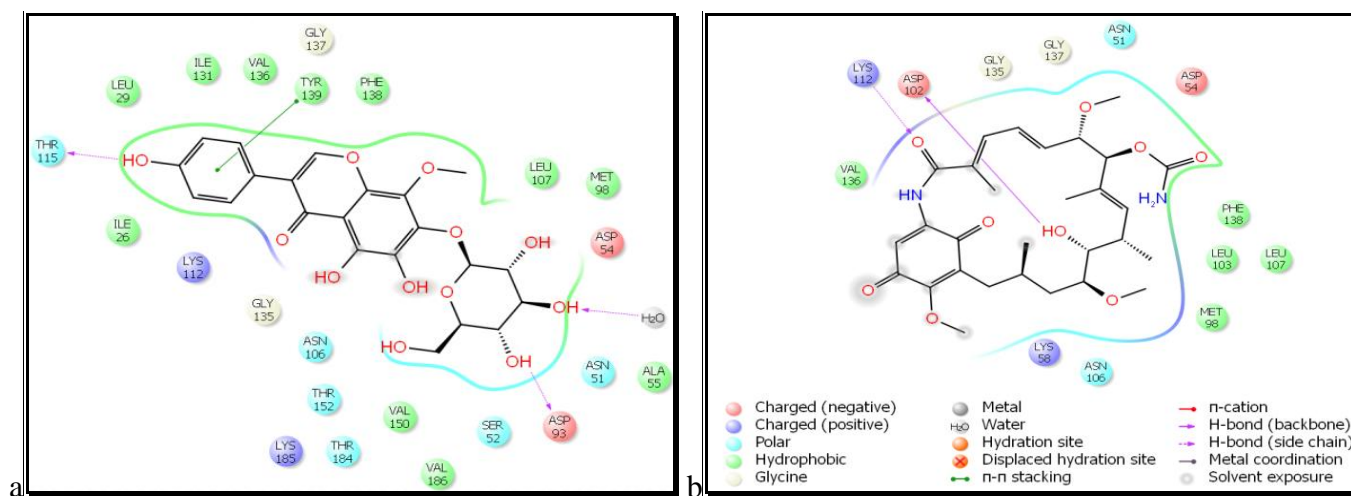 GLY
137
ILE
131
VAL
136
TYR
139
PHE
138
LEU
29
THR
115
HO
O
O
LEU
107
MET
98
ILE
26
O
O
OH
ASP
54
LYS
112
OH
OH
O
OH
H₂O
GLY
135
HO
OH
ASN
106
ASN
51
ALA
55
THR
152
VAL
150
SER
52
ASP
93
LYS
185
THR
184
VAL
186
a
ASN
51
GLY
137
LYS
112
GLY
135
ASP
102
ASP
54
O
O
O
O
VAL
136
HN
H₂N
PHE
138
O
O
HO
LEU
103
LEU
107
O
O
O
MET
98
LYS
58
ASN
106
Charged (negative)
Charged (positive)
Polar
Hydrophobic
Glycine
Metal
H₂O Water
Hydration site
Displaced hydration site
π-π stacking
π-cation
H-bond (backbone)
H-bond (side chain)
Metal coordination
Solvent exposure
b